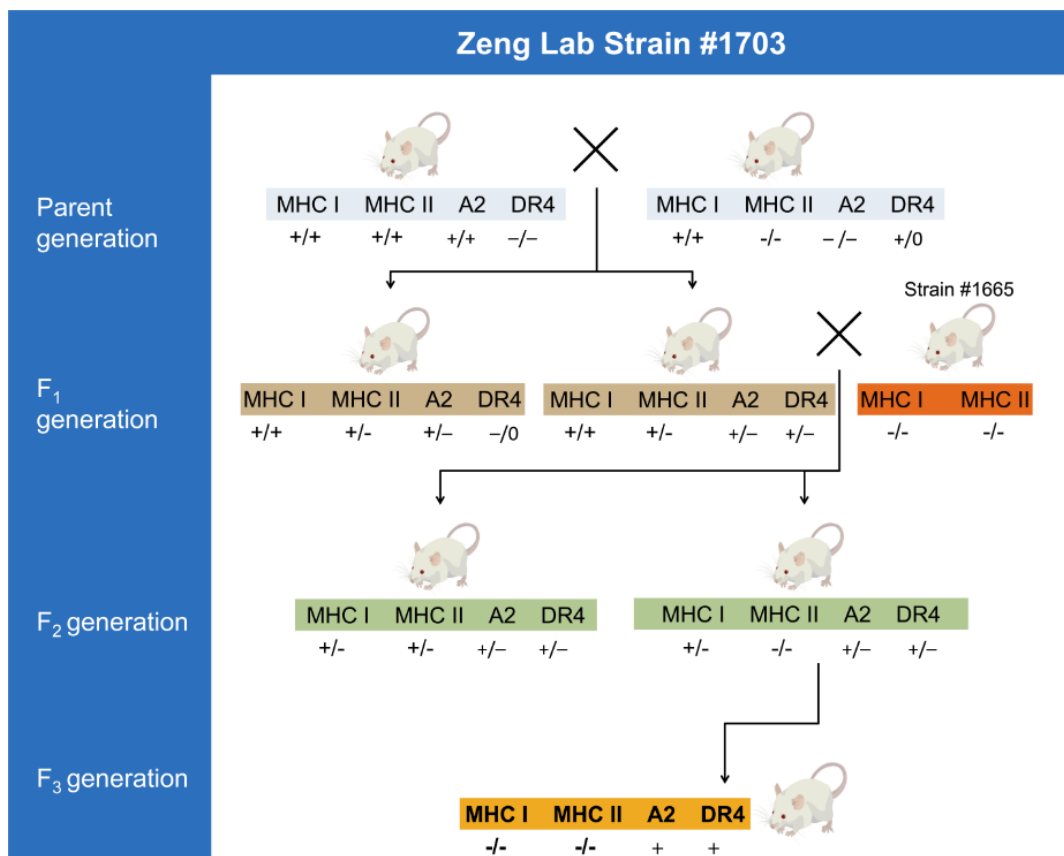 Zeng Lab Strain #1703
Parent
generation
MHC I MHC II A2 DR4
+/+ +/+ +/+ −/−
MHC I MHC II A2 DR4
+/+ -/- −/− +/0
Strain #1665
F₁
generation
MHC I MHC II A2 DR4
+/+ +/- +/− −/0
MHC I MHC II A2 DR4
+/+ +/- +/− +/−
MHC I MHC II
-/- -/-
F₂ generation
MHC I MHC II A2 DR4
+/- +/- +/− +/−
MHC I MHC II A2 DR4
+/- -/- +/− +/−
F₃ generation
MHC I MHC II A2 DR4
-/- -/- + +